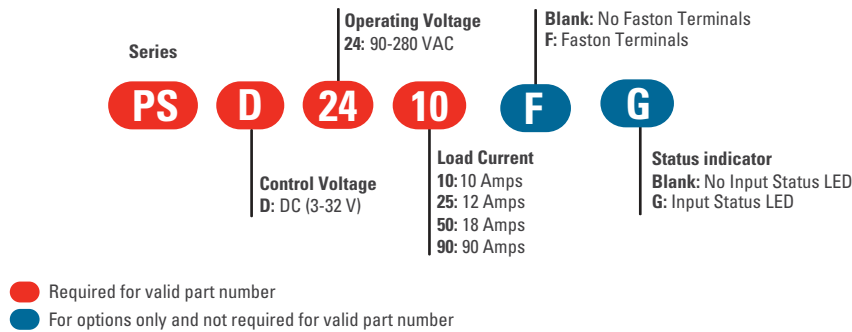 Operating Voltage
24: 90-280 VAC
Blank: No Faston Terminals
F: Faston Terminals
Series
PS D 24 10 F G
Control Voltage
D: DC (3-32 V)
Load Current
10: 10 Amps
25: 12 Amps
50: 18 Amps
90: 90 Amps
Status indicator
Blank: No Input Status LED
G: Input Status LED
Required for valid part number
For options only and not required for valid part number